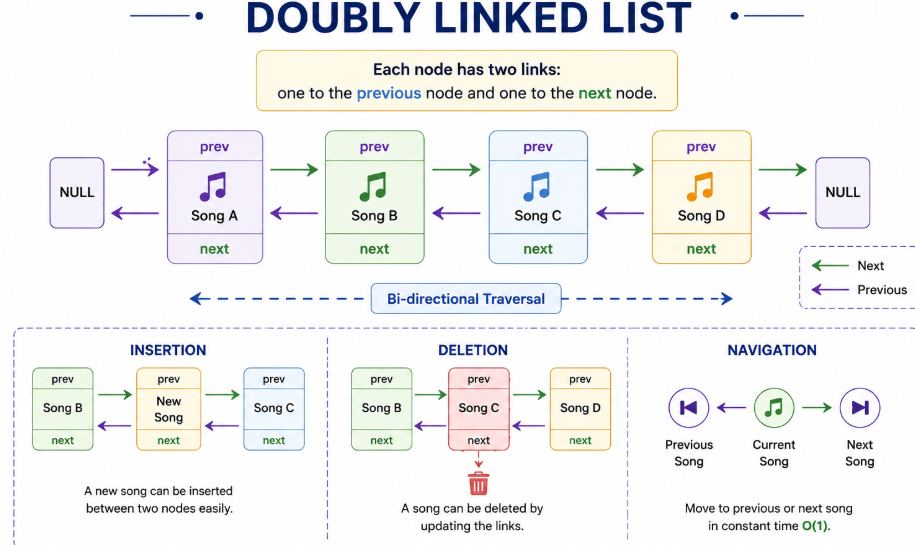 DOUBLY LINKED LIST
Each node has two links:
one to the previous node and one to the next node.
NULL
prev
Song A
next
prev
Song B
next
prev
Song C
next
prev
Song D
next
NULL
Next
Previous
Bi-directional Traversal
INSERTION
prev
Song B
next
prev
New
Song
next
prev
Song C
next
A new song can be inserted
between two nodes easily.
DELETION
prev
Song B
next
prev
Song C
next
prev
Song D
next
A song can be deleted by
updating the links.
NAVIGATION
Previous
Song
Current
Song
Next
Song
Move to previous or next song
in constant time O(1).